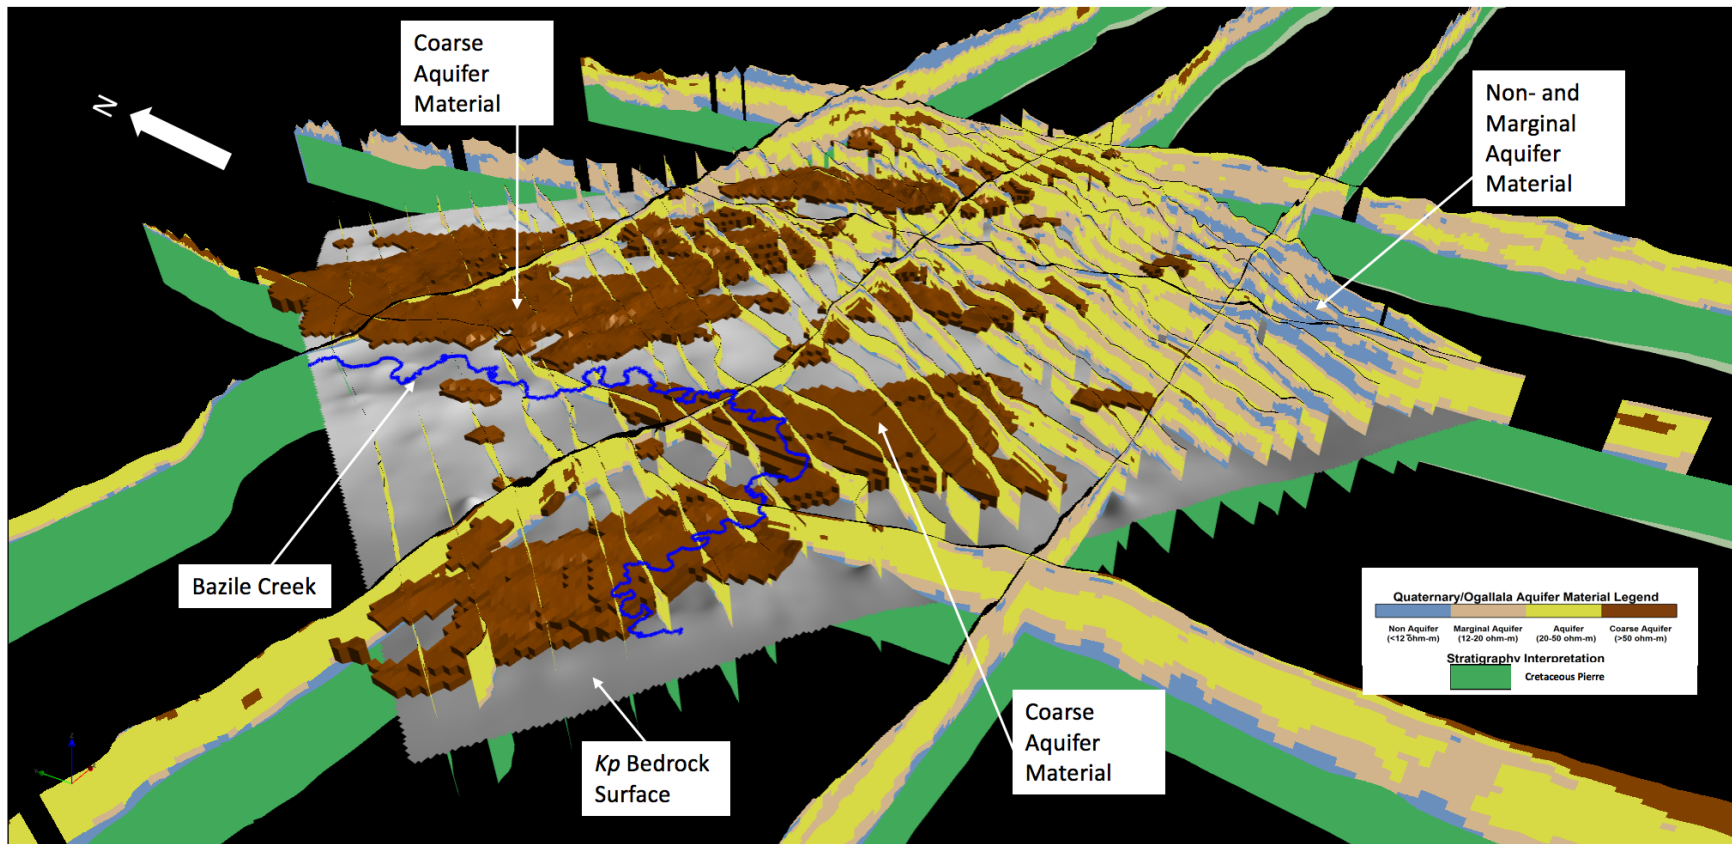 Coarse
Aquifer
Material
N
Non- and
Marginal
Aquifer
Material
Bazile Creek
Kp Bedrock
Surface
Coarse
Aquifer
Material
Quaternary/Ogallala Aquifer Material Legend
Non Aquifer
(<12 ohm-m)
Marginal Aquifer
(12-20 ohm-m)
Aquifer
(20-50 ohm-m)
Coarse Aquifer
(>50 ohm-m)
Stratigraphy Interpretation
Cretaceous Pierre
Z